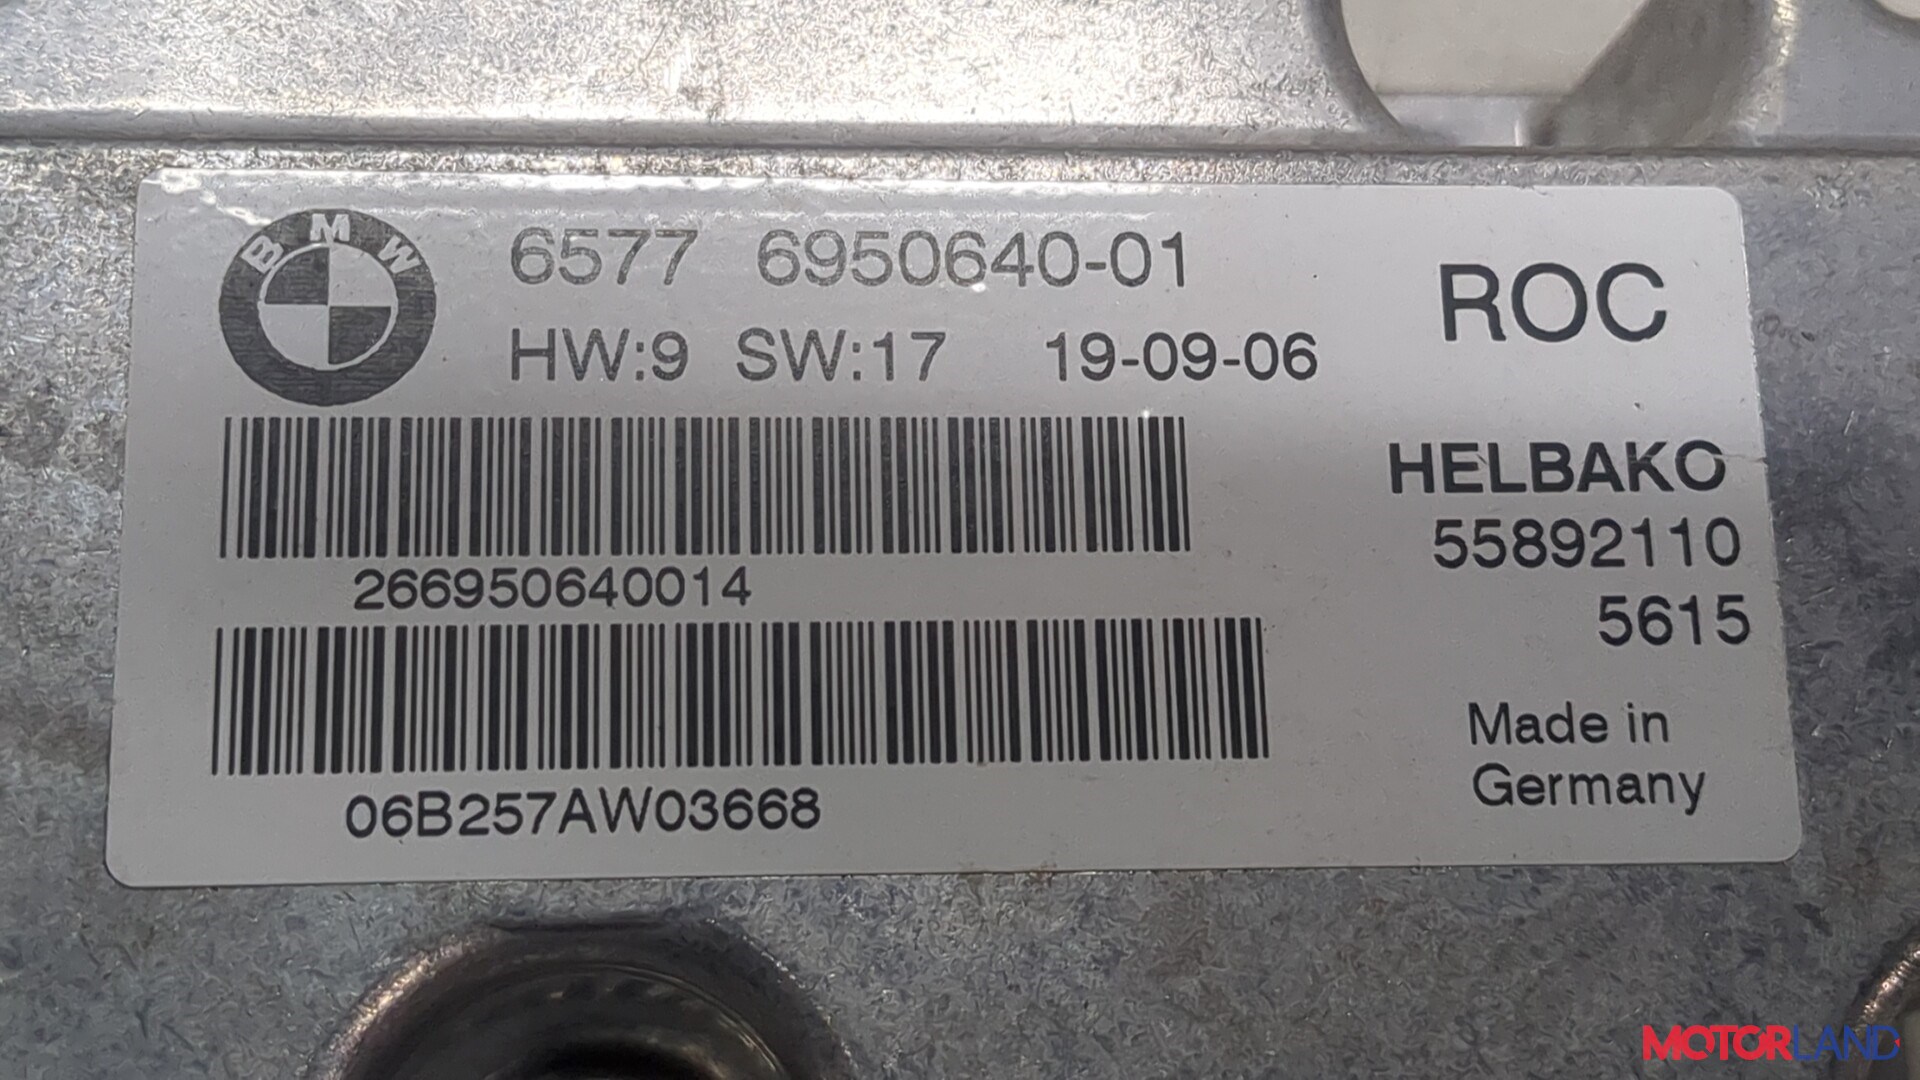 BMW
6577 6950640-01
HW:9 SW:17 19-09-06
ROC
266950640014
06B257AW03668
HELBAKO
55892110
5615
Made in
Germany
MOTORLAND